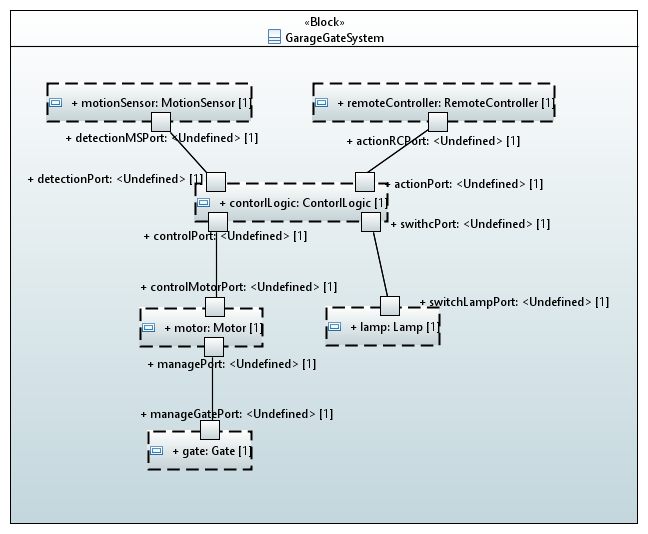 «Block»
GarageGateSystem
+ motionSensor: MotionSensor [1]
+ remoteController: RemoteController [1]
+ detectionMSPort: <Undefined> [1]
+ actionRCPort: <Undefined> [1]
+ detectionPort: <Undefined> [1]
+ actionPort: <Undefined> [1]
+ contorlLogic: ContorlLogic [1]
+ swithcPort: <Undefined> [1]
+ controlPort: <Undefined> [1]
+ controlMotorPort: <Undefined> [1]
+ switchLampPort: <Undefined> [1]
+ motor: Motor [1]
+ lamp: Lamp [1]
+ managePort: <Undefined> [1]
+ manageGatePort: <Undefined> [1]
+ gate: Gate [1]